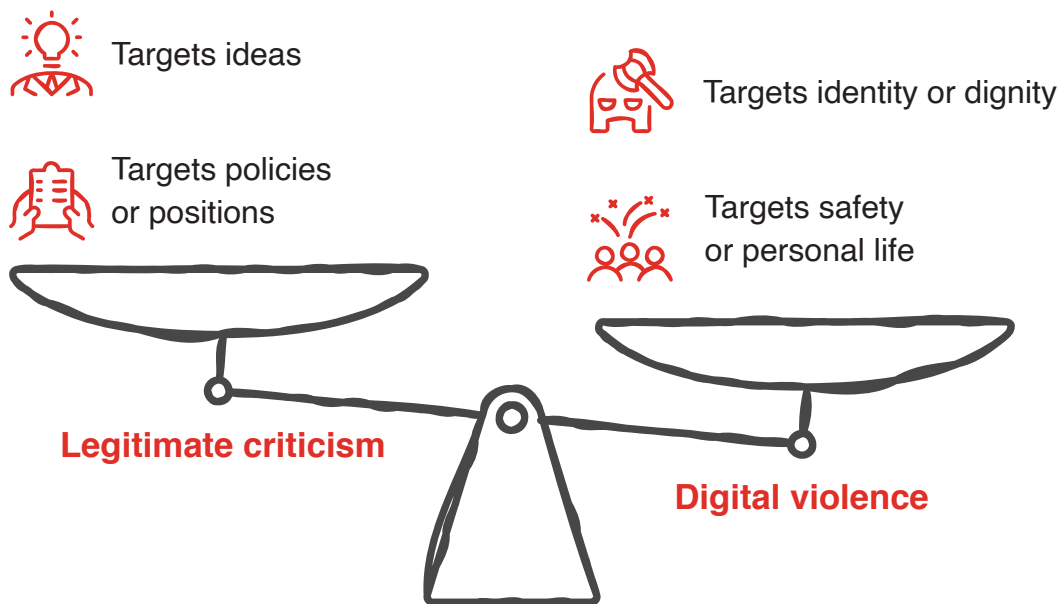 Targets ideas
Targets policies
or positions
Legitimate criticism
Targets identity or dignity
Targets safety
or personal life
Digital violence